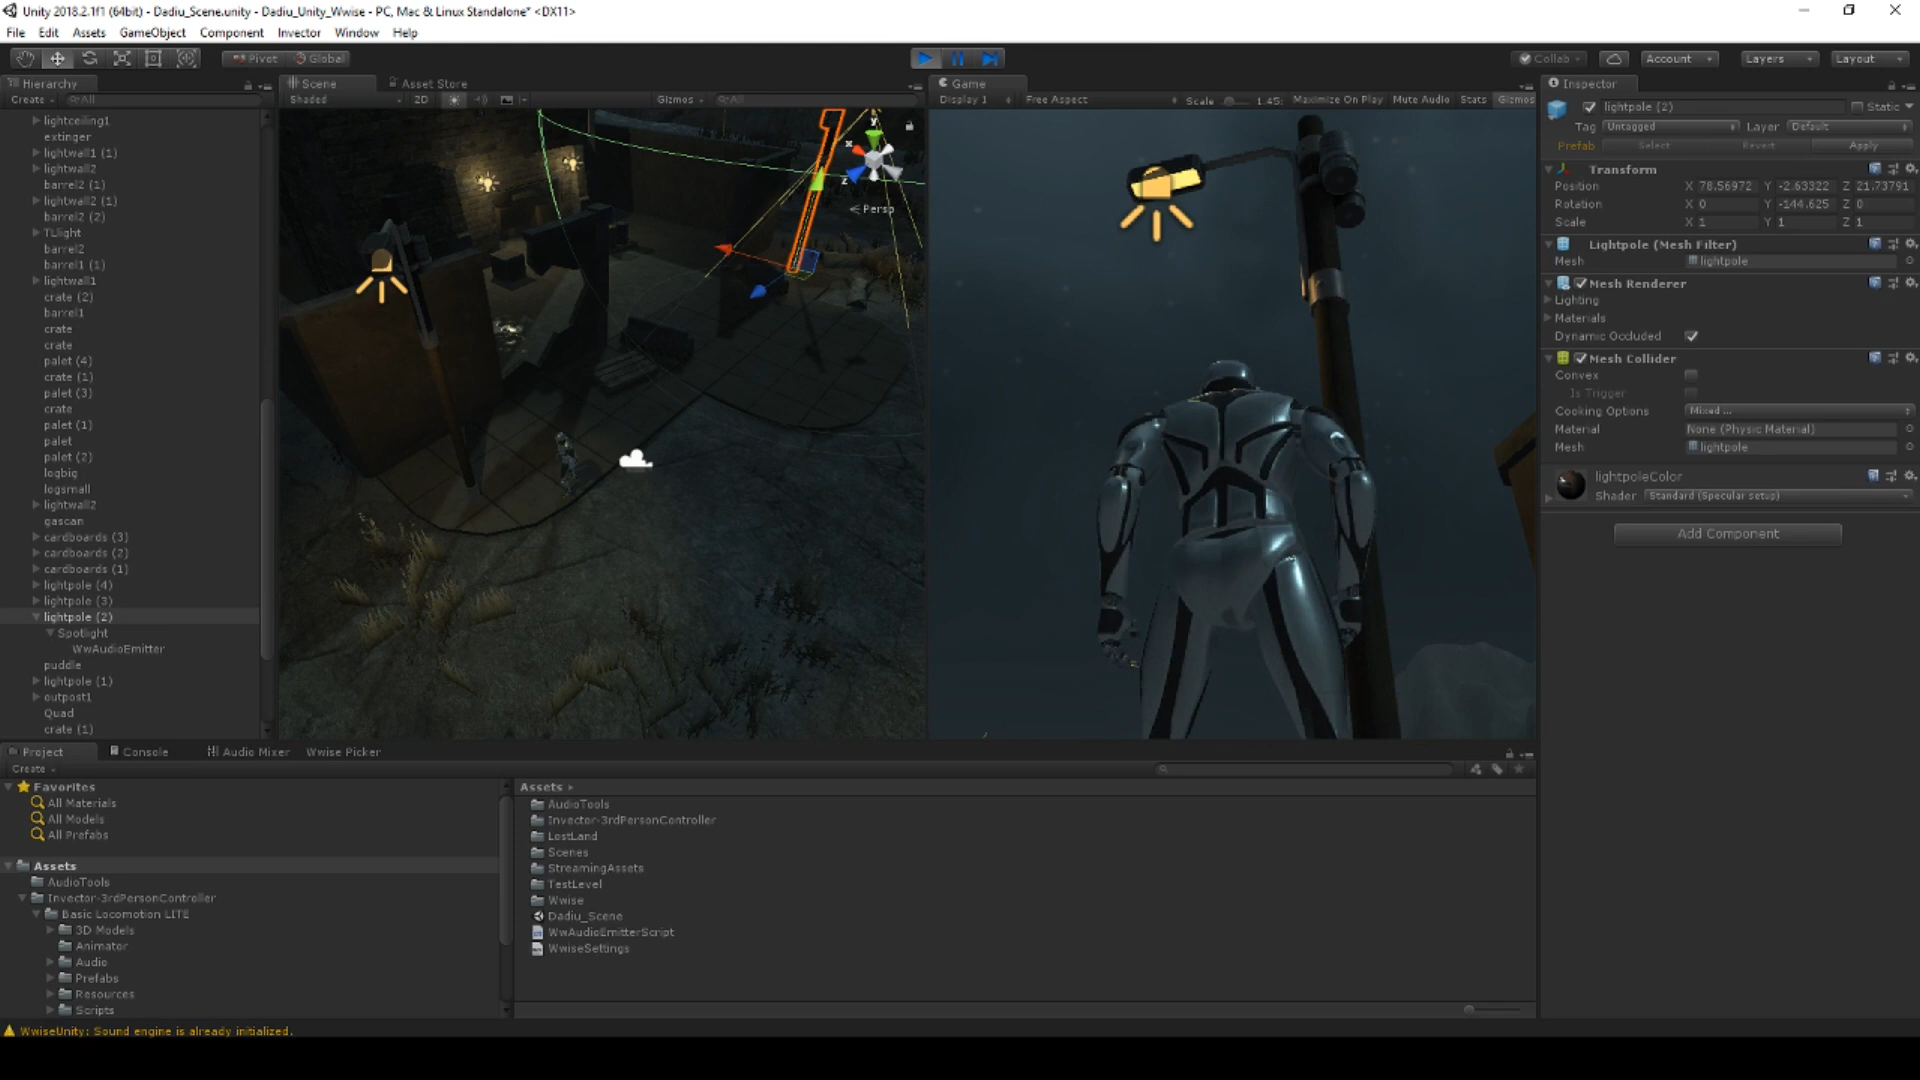 Unity 2018.2.1f1 (64bit) - Dadiu_Scene.unity - Dadiu_Unity_Wwise - PC, Mac & Linux Standalone* <DX11>
File Edit Assets GameObject Component Invector Window Help
Pivot Global Collab Account Layers Layout
Hierarchy
Create All
lightceiling1
extinger
lightwall1 (1)
lightwall2
barrel2 (1)
lightwall2 (1)
barrel2 (2)
TLlight
barrel2
barrel1 (1)
lightwall1
crate (2)
barrel1
crate
crate
palet (4)
crate (1)
palet (3)
crate
palet (1)
palet
palet (2)
logbig
logsmall
lightwall2
gascan
cardboards (3)
cardboards (2)
cardboards (1)
lightpole (4)
lightpole (3)
lightpole (2)
Spotlight
WwAudioEmitter
puddle
lightpole (1)
outpost1
Quad
crate (1)
Scene Asset Store
Shaded 2D Gizmos All
y
x
z
Persp
Game
Display 1 Free Aspect Scale 1.45: Maximize On Play Mute Audio Stats Gizmos
Inspector
lightpole (2) Static
Tag Untagged Layer Default
Prefab Select Revert Apply
Transform
Position X 78.56972 Y -2.63322 Z 21.73791
Rotation X 0 Y -144.625 Z 0
Scale X 1 Y 1 Z 1
Lightpole (Mesh Filter)
Mesh lightpole
Mesh Renderer
Lighting
Materials
Dynamic Occluded
Mesh Collider
Convex
Is Trigger
Cooking Options Mixed ...
Material None (Physic Material)
Mesh lightpole
lightpoleColor
Shader Standard (Specular setup)
Add Component
Project Console Audio Mixer Wwise Picker
Create
Favorites
All Materials
All Models
All Prefabs
Assets
AudioTools
Invector-3rdPersonController
Basic Locomotion LITE
3D Models
Animator
Audio
Prefabs
Resources
Scripts
Assets
AudioTools
Invector-3rdPersonController
LostLand
Scenes
StreamingAssets
TestLevel
Wwise
Dadiu_Scene
WwAudioEmitterScript
WwiseSettings
WwiseUnity: Sound engine is already initialized.